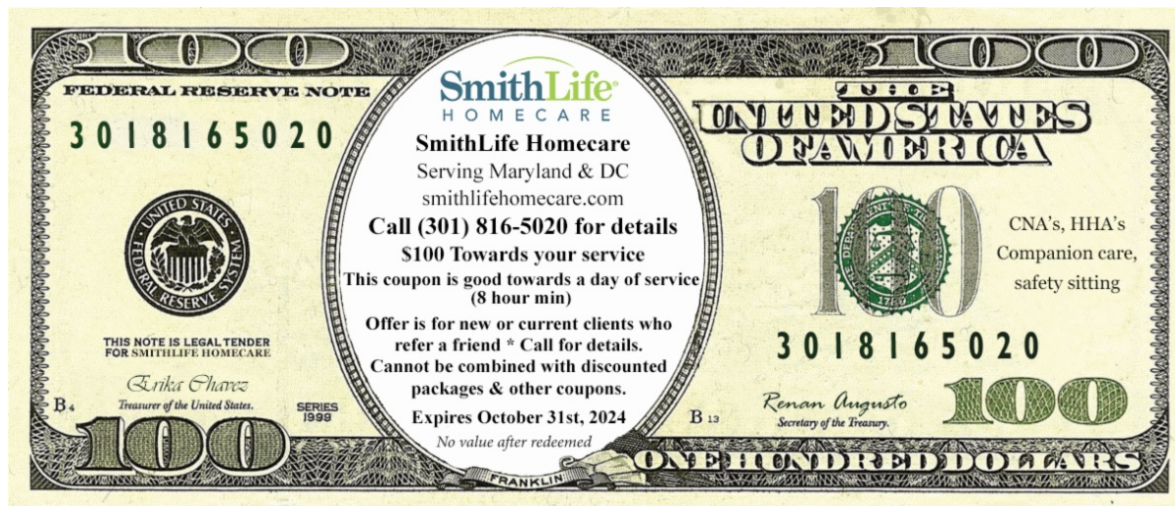 100
100
FEDERAL RESERVE NOTE
3018165020
SmithLife
HOMECARE
SmithLife Homecare
Serving Maryland & DC
smithlifehomecare.com
Call (301) 816-5020 for details
$100 Towards your service
This coupon is good towards a day of service
(8 hour min)
Offer is for new or current clients who
refer a friend * Call for details.
Cannot be combined with discounted
packages & other coupons.
Expires October 31st, 2024
No value after redeemed
FRANKLIN
THE
UNITED STATES
OF AMERICA
100
CNA's, HHA's
Companion care,
safety sitting
3018165020
UNITED STATES
FEDERAL RESERVE SYSTEM
THIS NOTE IS LEGAL TENDER
FOR SMITHLIFE HOMECARE
Erika Chavez
Treasurer of the United States.
B4
SERIES
1999
100
B 13
Renan Augusto
Secretary of the Treasury.
100
ONE HUNDRED DOLLARS